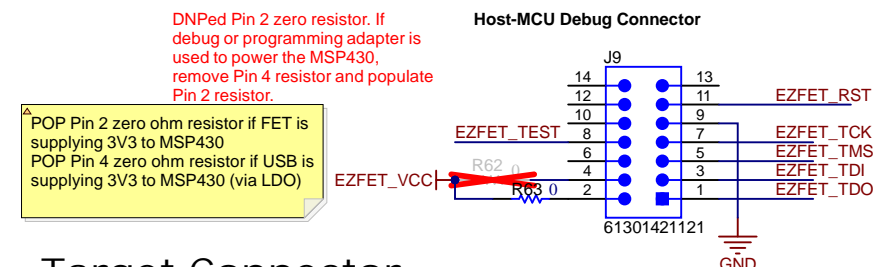 DNPed Pin 2 zero resistor. If
debug or programming adapter is
used to power the MSP430,
remove Pin 4 resistor and populate
Pin 2 resistor.
Host-MCU Debug Connector
POP Pin 2 zero ohm resistor if FET is
supplying 3V3 to MSP430
POP Pin 4 zero ohm resistor if USB is
supplying 3V3 to MSP430 (via LDO)
J9
14 13
12 11 EZFET_RST
10 9
EZFET_TEST 8 7 EZFET_TCK
6 5 EZFET_TMS
R62 0 4 3 EZFET_TDI
EZFET_VCC
R63 0 2 1 EZFET_TDO
61301421121
GND
Target Connector